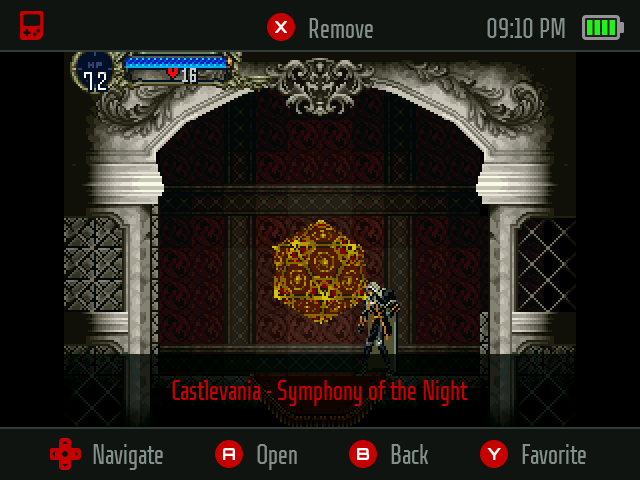 X Remove 09:10 PM
HP
72
16
Castlevania - Symphony of the Night
Navigate A Open B Back Y Favorite